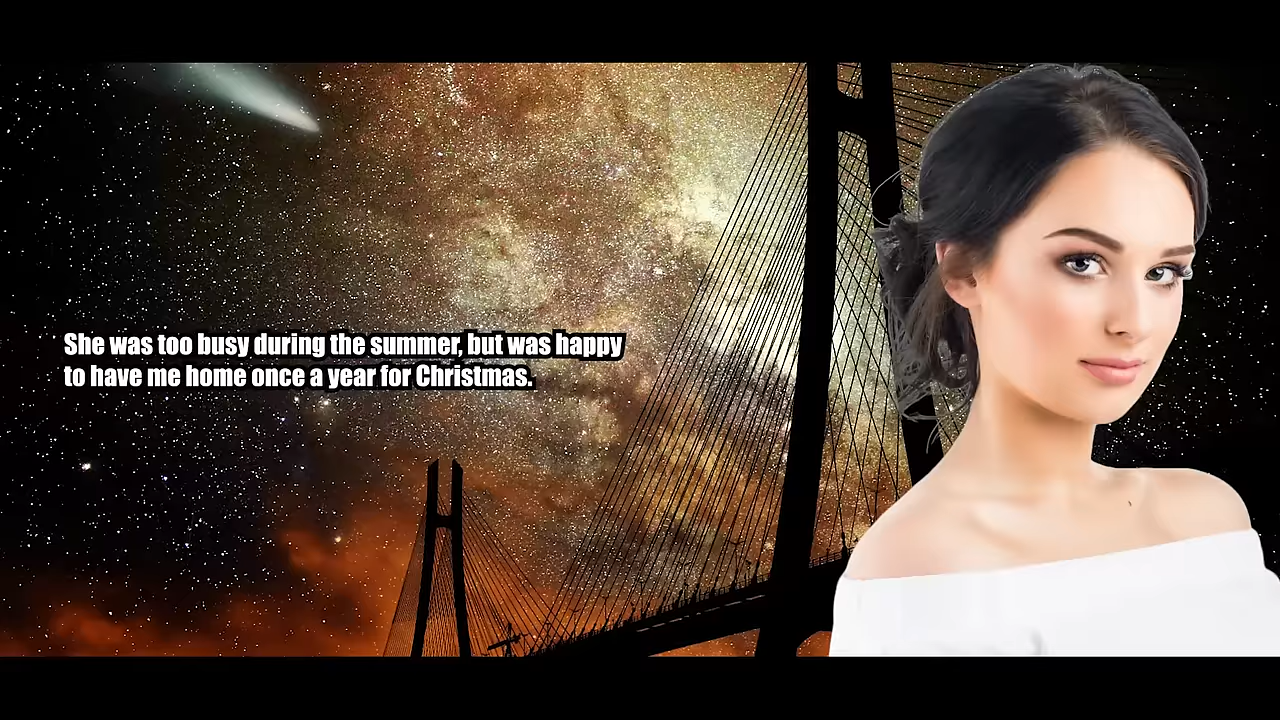 She was too busy during the summer, but was happy
to have me home once a year for Christmas.